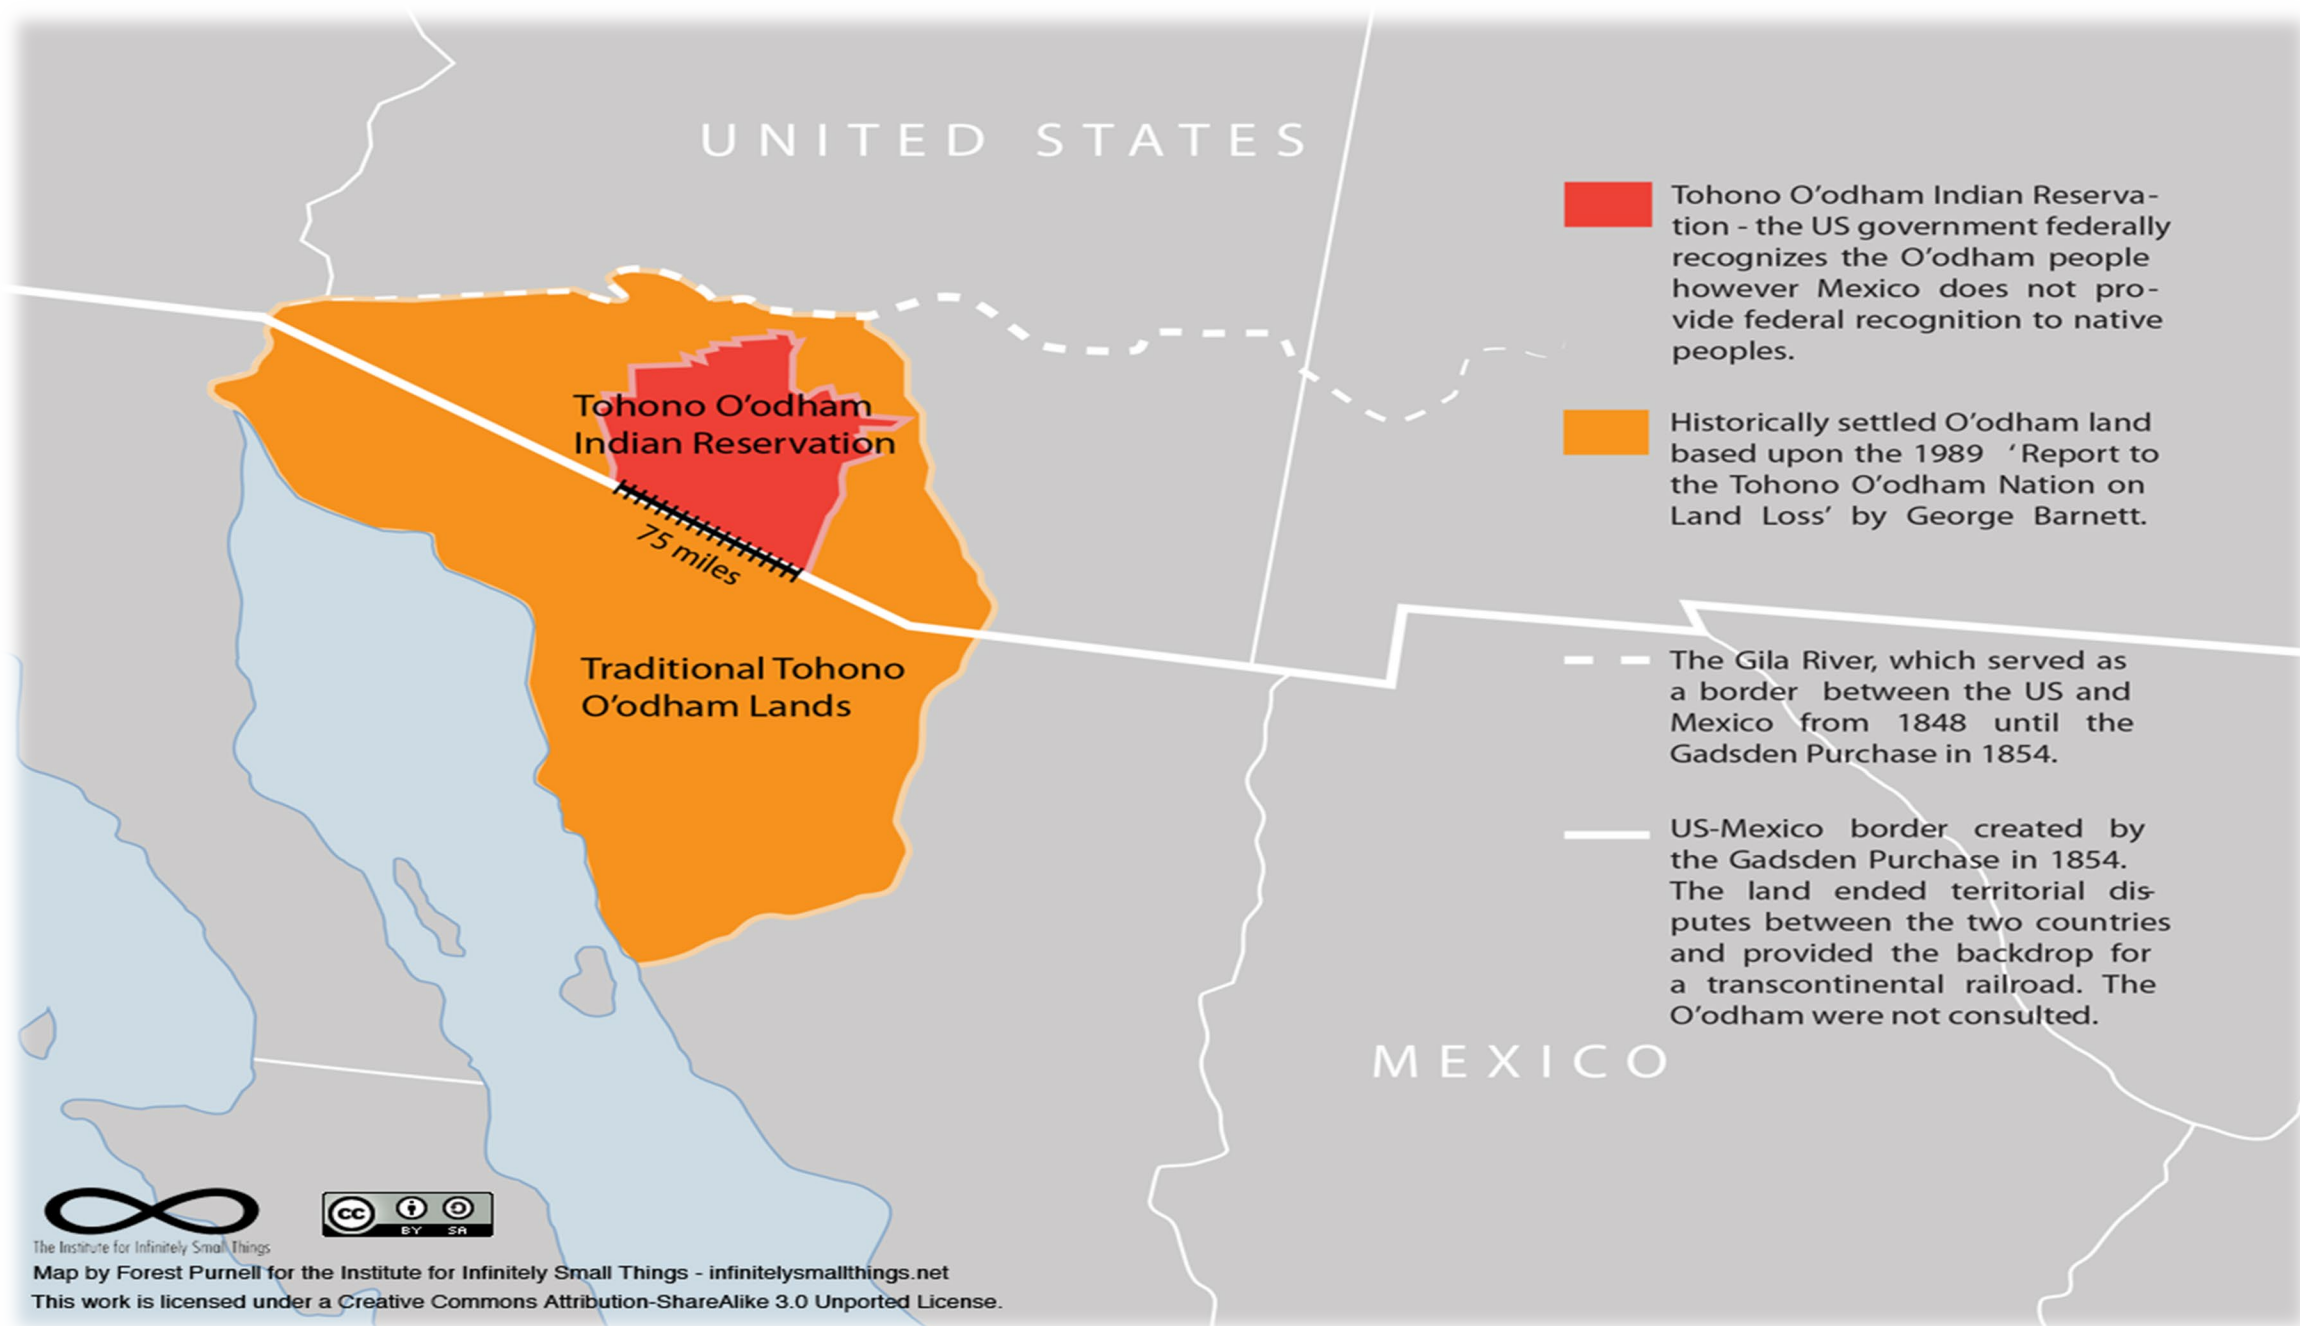 UNITED STATES
Tohono O'odham Indian Reserva-
tion - the US government federally
recognizes the O'odham people
however Mexico does not pro-
vide federal recognition to native
peoples.
Tohono O'odham
Indian Reservation
Historically settled O'odham land
based upon the 1989 'Report to
the Tohono O'odham Nation on
Land Loss' by George Barnett.
75 miles
Traditional Tohono
O'odham Lands
The Gila River, which served as
a border between the US and
Mexico from 1848 until the
Gadsden Purchase in 1854.
US-Mexico border created by
the Gadsden Purchase in 1854.
The land ended territorial dis-
putes between the two countries
and provided the backdrop for
a transcontinental railroad. The
O'odham were not consulted.
MEXICO
cc
BY SA
The Institute for Infinitely Small Things
Map by Forest Purnell for the Institute for Infinitely Small Things - infinitelysmallthings.net
This work is licensed under a Creative Commons Attribution-ShareAlike 3.0 Unported License.